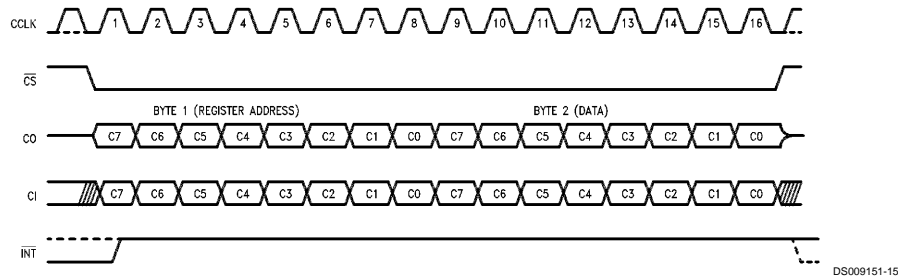 CCLK 1 2 3 4 5 6 7 8 9 10 11 12 13 14 15 16
CS
BYTE 1 (REGISTER ADDRESS) BYTE 2 (DATA)
CO C7 C6 C5 C4 C3 C2 C1 C0 C7 C6 C5 C4 C3 C2 C1 C0
CI C7 C6 C5 C4 C3 C2 C1 C0 C7 C6 C5 C4 C3 C2 C1 C0
INT
DS009151-15